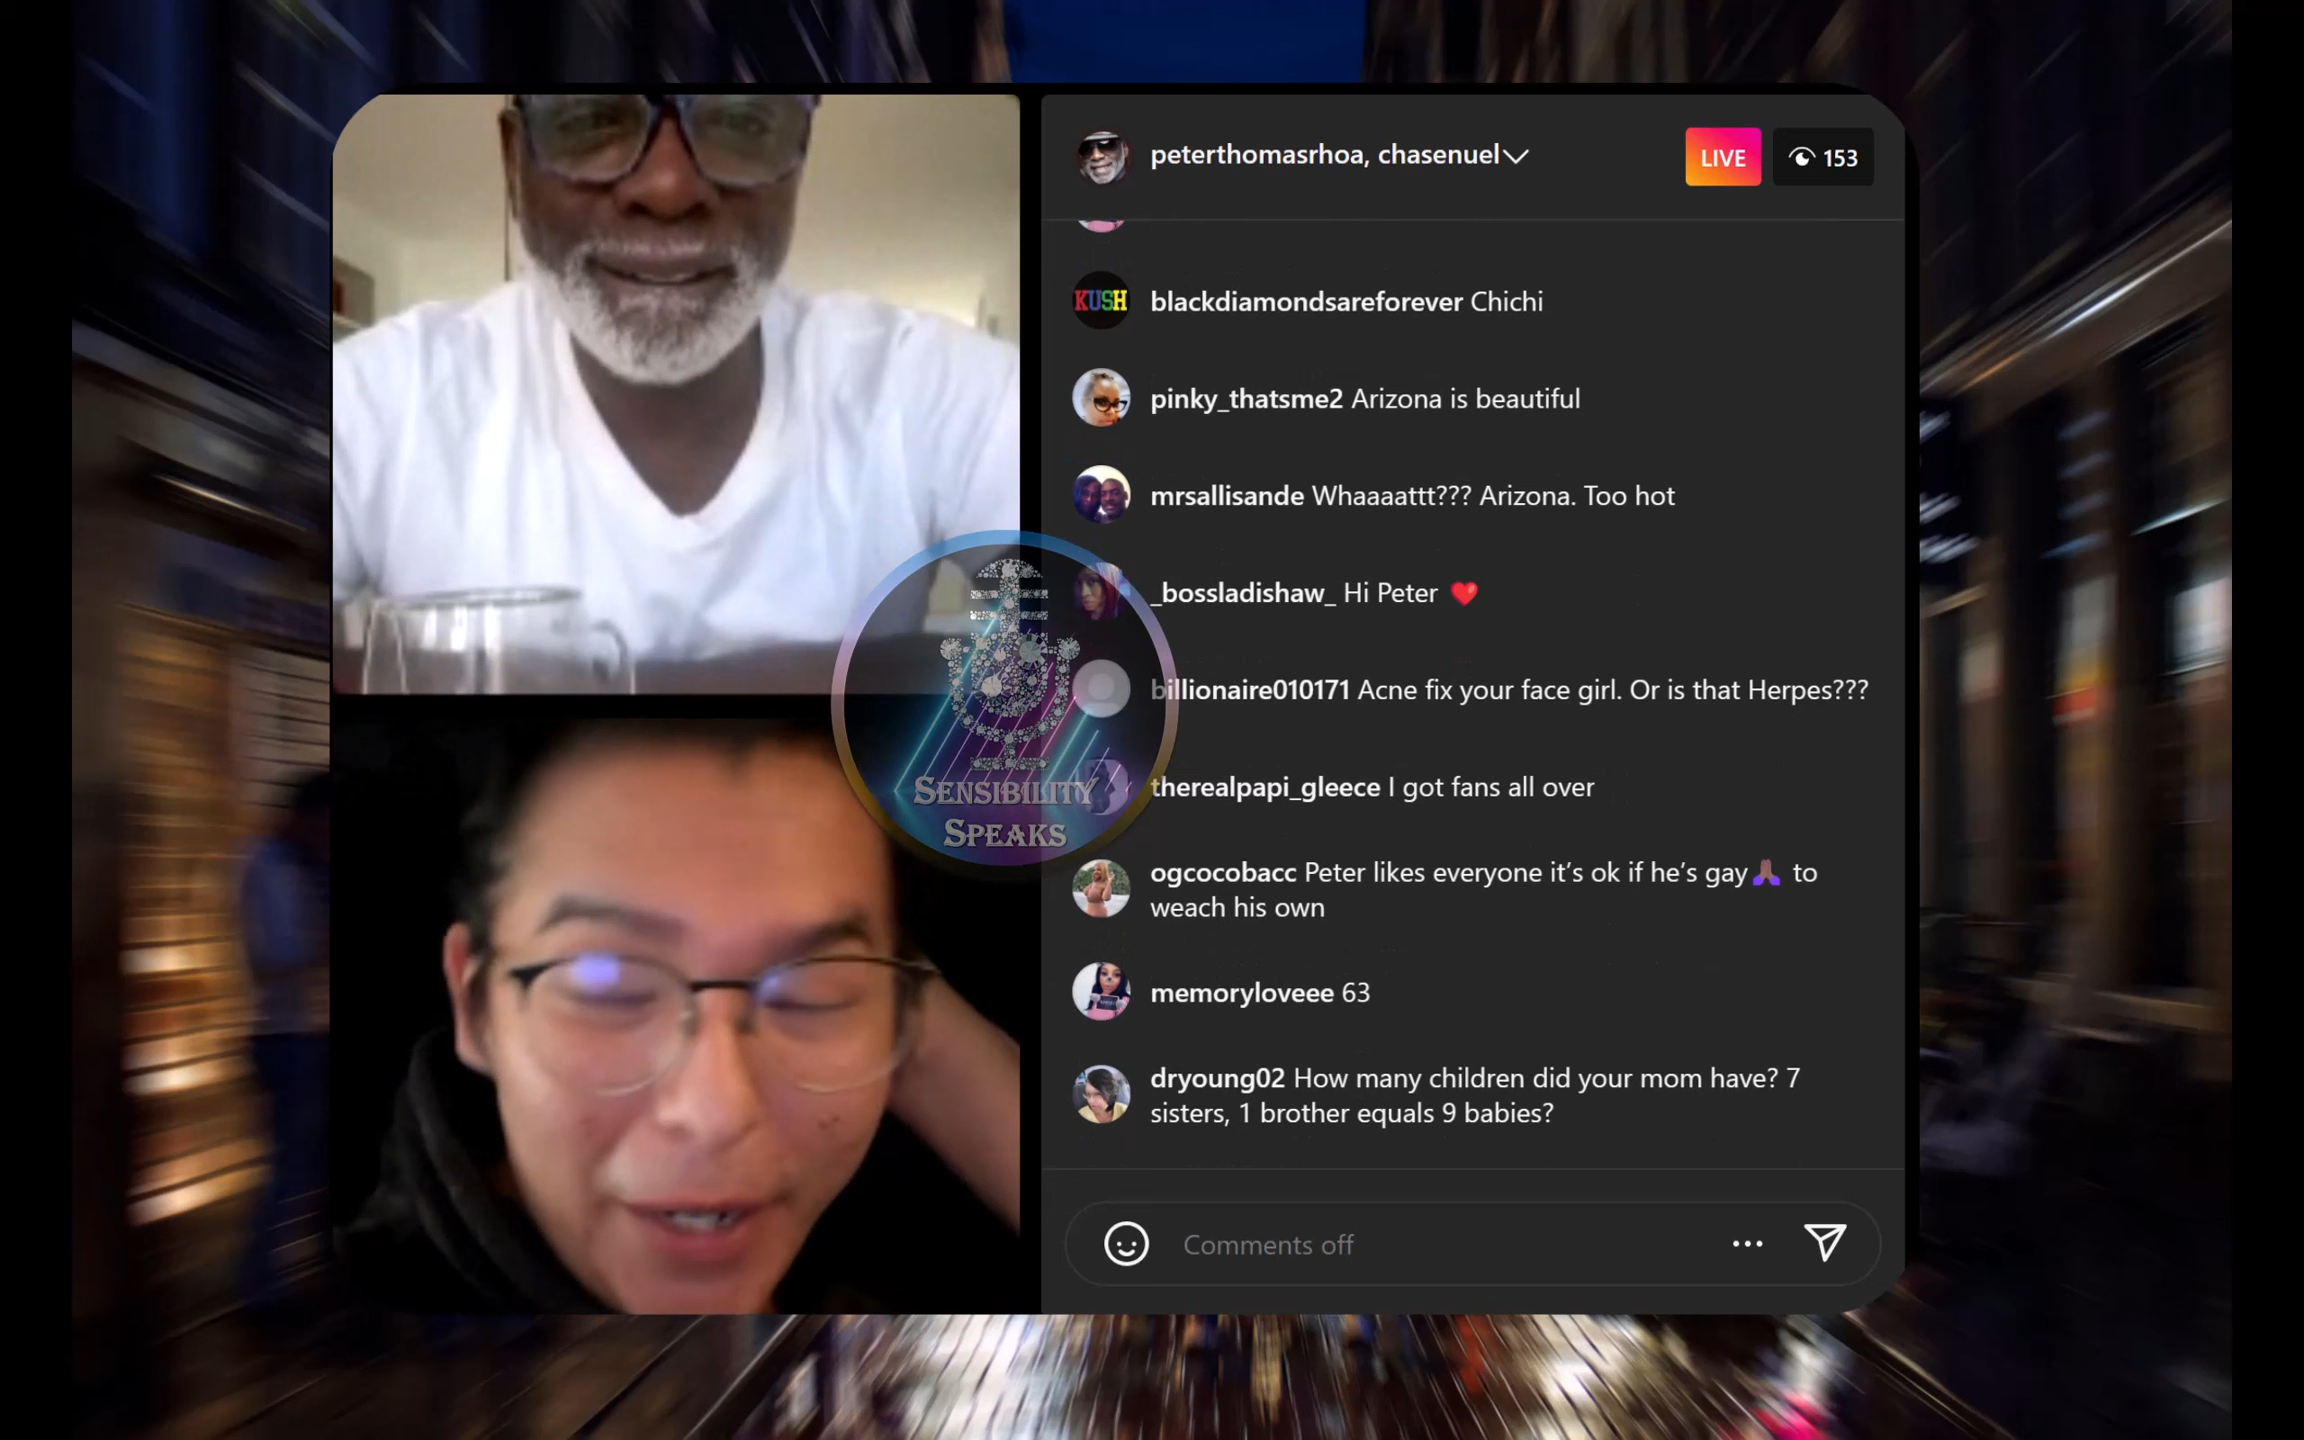 peterthomasrhoa, chasenuel
LIVE
153
KUSH
blackdiamondsareforever Chichi
pinky_thatsme2 Arizona is beautiful
mrsallisande Whaaaattt??? Arizona. Too hot
_bossladishaw_ Hi Peter ❤️
billionaire010171 Acne fix your face girl. Or is that Herpes???
therealpapi_gleece I got fans all over
SENSIBILITY
SPEAKS
ogcocobacc Peter likes everyone it’s ok if he’s gay🙏🏾 to
weach his own
memoryloveee 63
dryoung02 How many children did your mom have? 7
sisters, 1 brother equals 9 babies?
Comments off